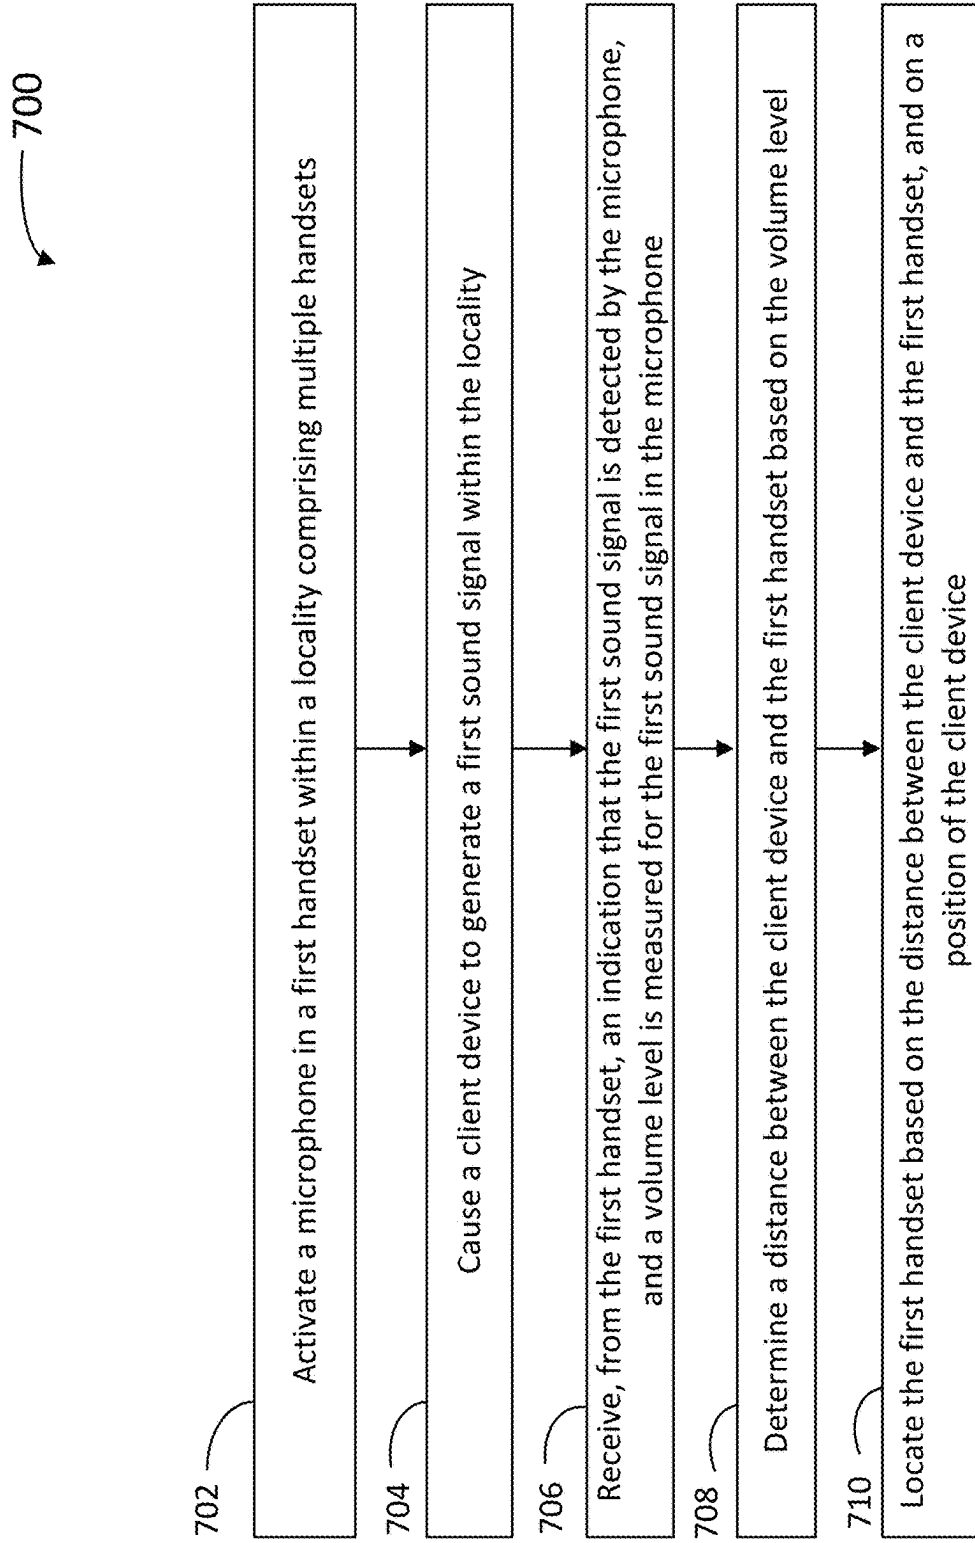 700
702
Activate a microphone in a first handset within a locality comprising multiple handsets
704
Cause a client device to generate a first sound signal within the locality
706
Receive, from the first handset, an indication that the first sound signal is detected by the microphone,
and a volume level is measured for the first sound signal in the microphone
708
Determine a distance between the client device and the first handset based on the volume level
710
Locate the first handset based on the distance between the client device and the first handset, and on a
position of the client device